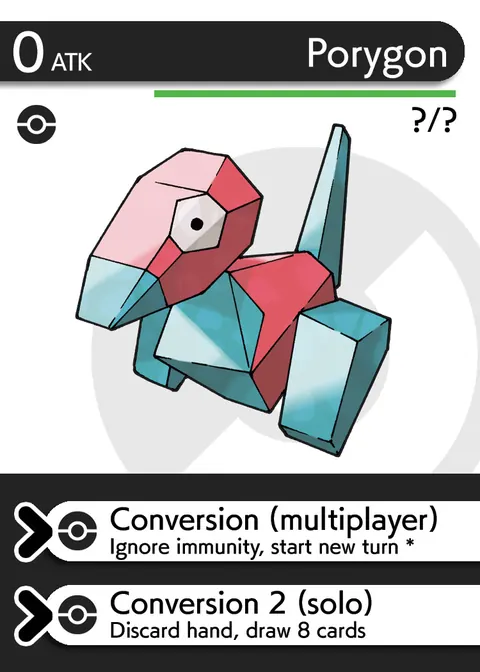 0 ATK
Porygon
?/?
Conversion (multiplayer)
Ignore immunity, start new turn *
Conversion 2 (solo)
Discard hand, draw 8 cards